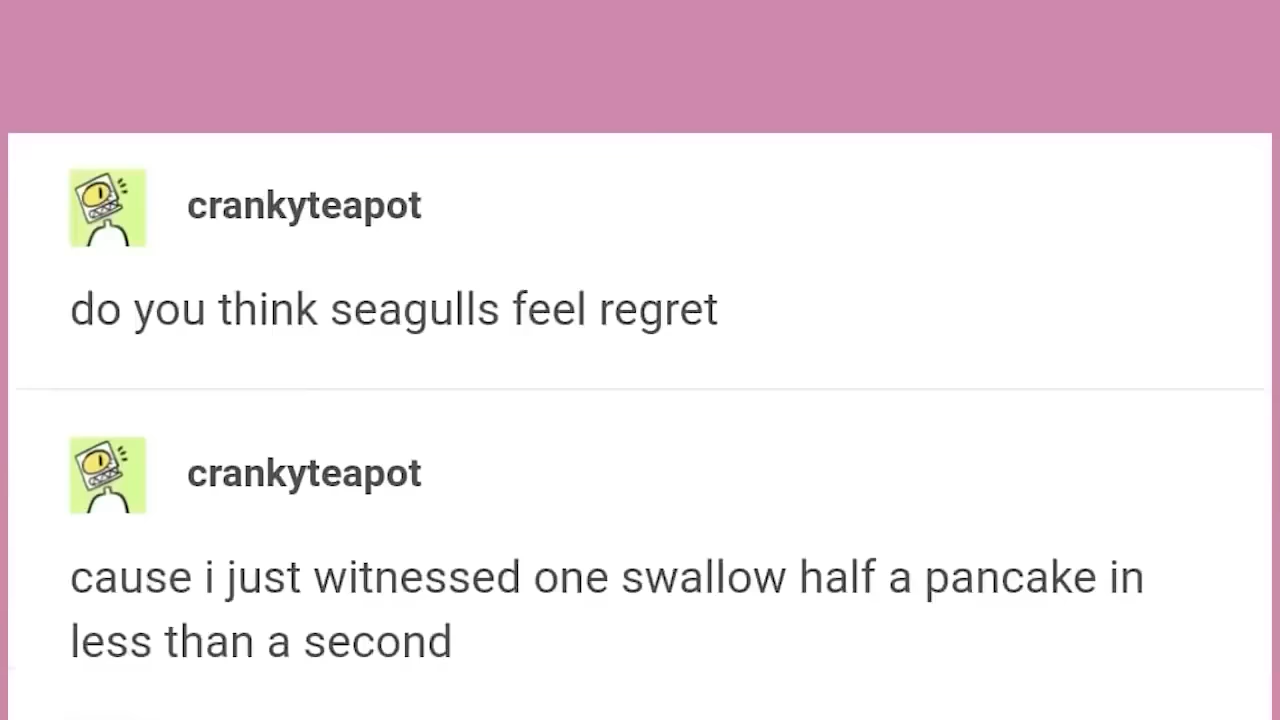 crankyteapot
do you think seagulls feel regret
crankyteapot
cause i just witnessed one swallow half a pancake in
less than a second